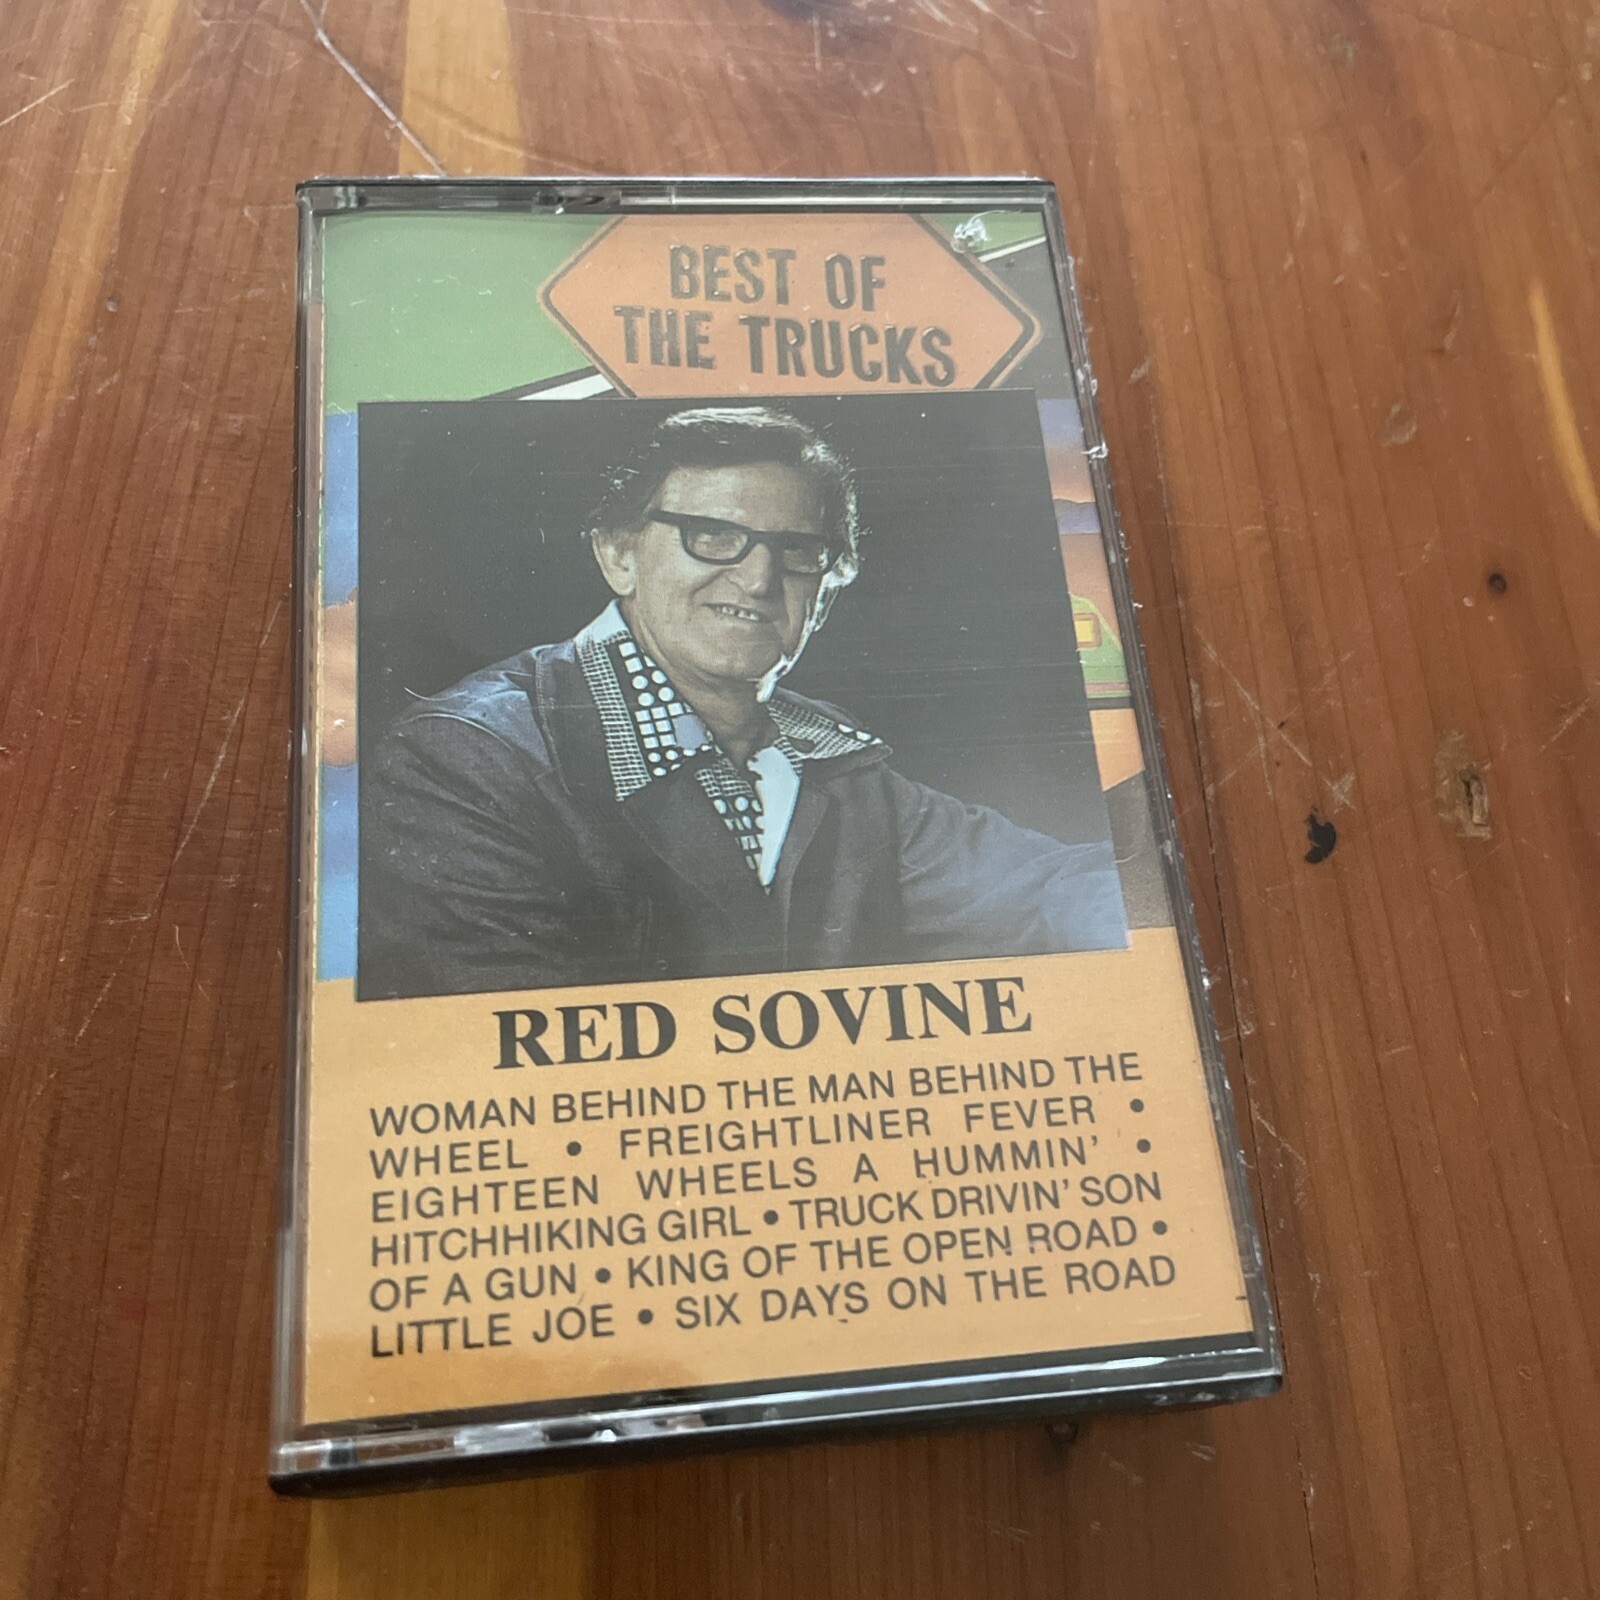 BEST OF
THE TRUCKS
RED SOVINE
WOMAN BEHIND THE MAN BEHIND THE
WHEEL • FREIGHTLINER FEVER •
EIGHTEEN WHEELS A HUMMIN' •
HITCHHIKING GIRL • TRUCK DRIVIN' SON
OF A GUN • KING OF THE OPEN ROAD •
LITTLE JOE • SIX DAYS ON THE ROAD